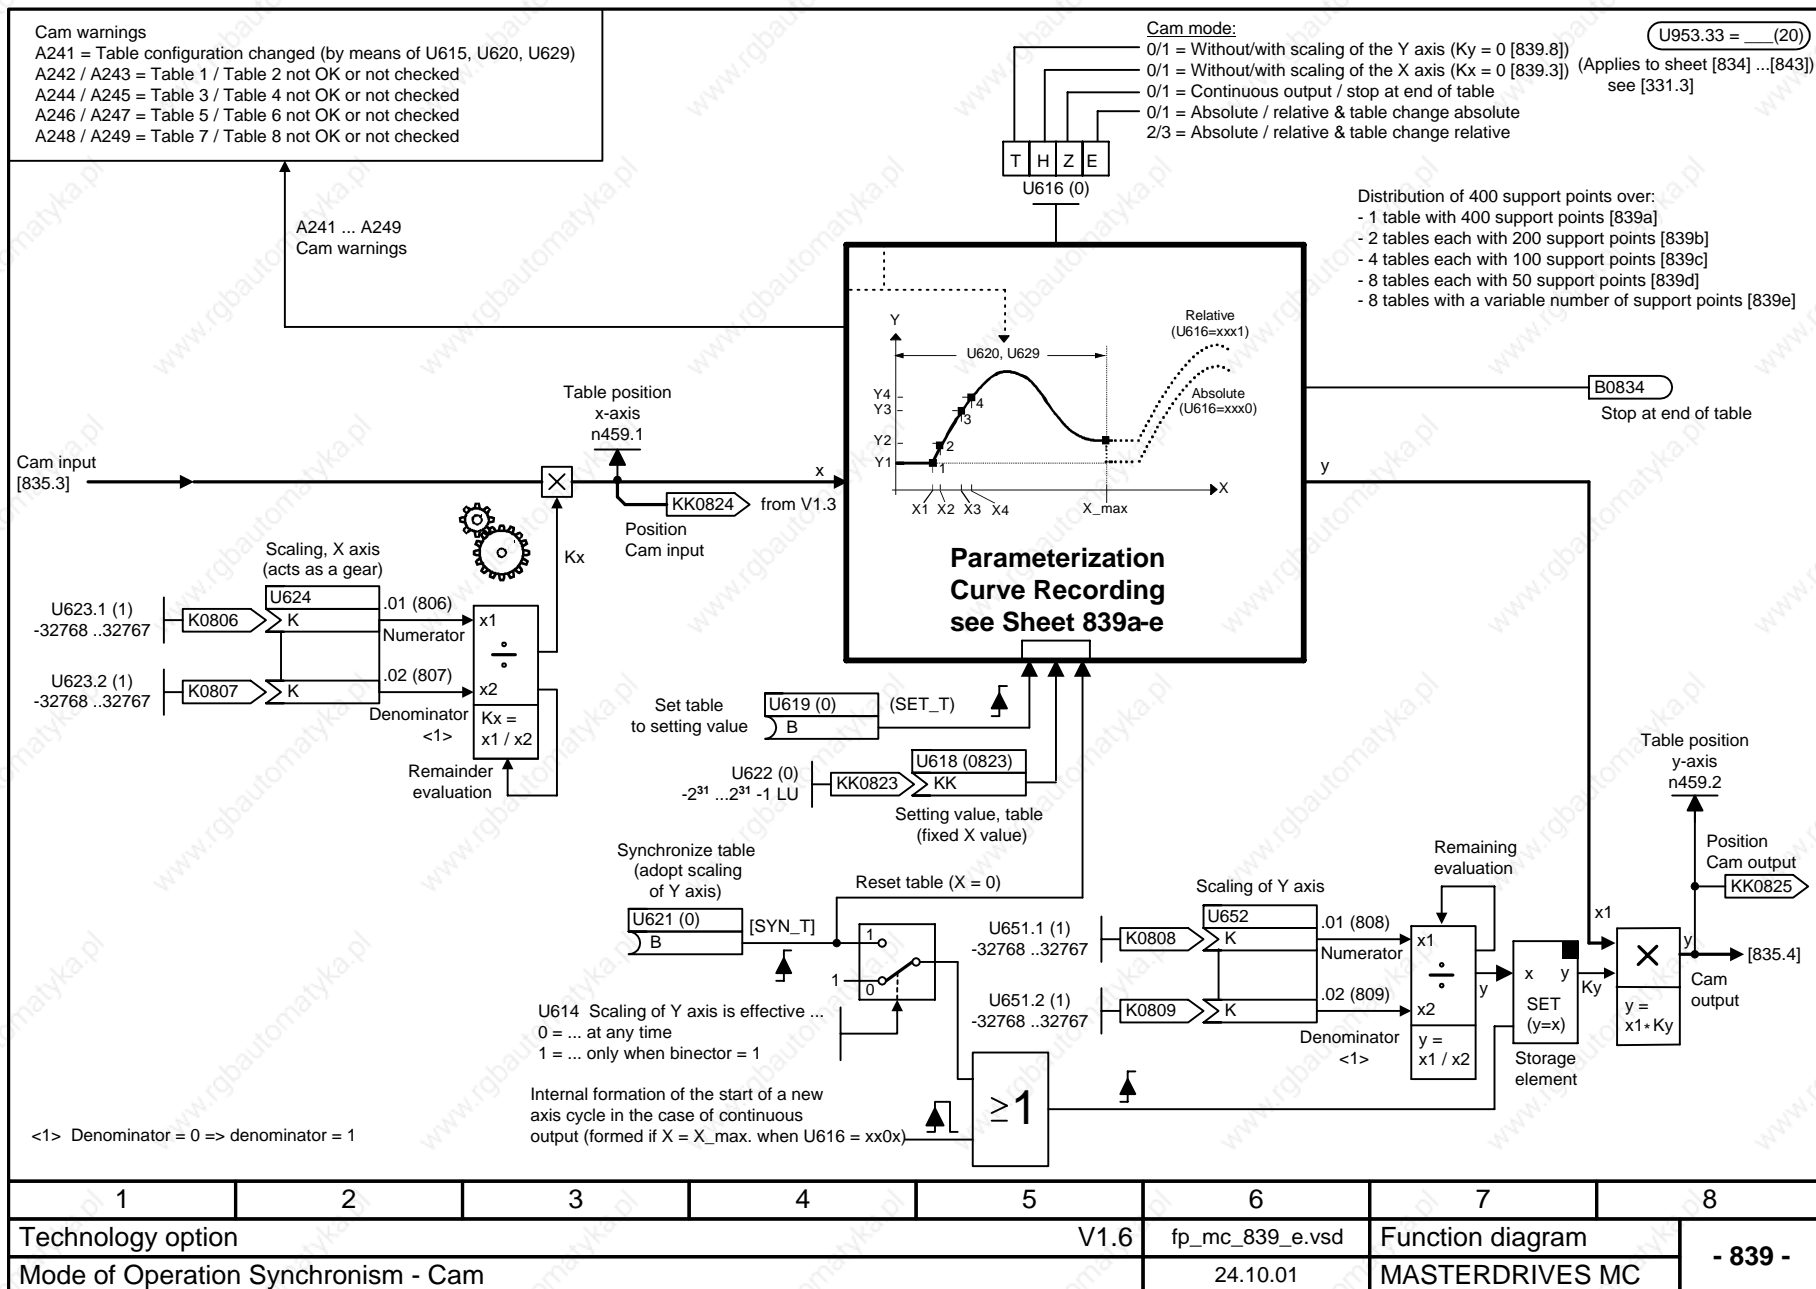 Cam warnings
A241 = Table configuration changed (by means of U615, U620, U629)
A242 / A243 = Table 1 / Table 2 not OK or not checked
A244 / A245 = Table 3 / Table 4 not OK or not checked
A246 / A247 = Table 5 / Table 6 not OK or not checked
A248 / A249 = Table 7 / Table 8 not OK or not checked
A241 ... A249
Cam warnings
Cam mode:
0/1 = Without/with scaling of the Y axis (Ky = 0 [839.8])
0/1 = Without/with scaling of the X axis (Kx = 0 [839.3])
0/1 = Continuous output / stop at end of table
0/1 = Absolute / relative & table change absolute
2/3 = Absolute / relative & table change relative
T H Z E
U616 (0)
U953.33 = ___(20)
(Applies to sheet [834] ...[843])
see [331.3]
Distribution of 400 support points over:
- 1 table with 400 support points [839a]
- 2 tables each with 200 support points [839b]
- 4 tables each with 100 support points [839c]
- 8 tables each with 50 support points [839d]
- 8 tables with a variable number of support points [839e]
Y
U620, U629
Relative
(U616=xxx1)
Absolute
(U616=xxx0)
Y4
Y3
Y2
Y1
1
2
3
4
X
X1 X2 X3 X4
X_max
Parameterization
Curve Recording
see Sheet 839a-e
B0834
Stop at end of table
Cam input
[835.3]
Table position
x-axis
n459.1
x
KK0824
from V1.3
Position
Cam input
y
Kx
Scaling, X axis
(acts as a gear)
U624
U623.1 (1)
-32768 ..32767
K0806
K
.01 (806)
Numerator
x1
÷
U623.2 (1)
-32768 ..32767
K0807
K
.02 (807)
x2
Denominator
<1>
Kx =
x1 / x2
Remainder
evaluation
Set table
to setting value
U619 (0)
B
(SET_T)
U622 (0)
-2³¹ ...2³¹ -1 LU
KK0823
U618 (0823)
KK
Setting value, table
(fixed X value)
Synchronize table
(adopt scaling
of Y axis)
U621 (0)
B
[SYN_T]
Reset table (X = 0)
1
1
0
U614 Scaling of Y axis is effective ...
0 = ... at any time
1 = ... only when binector = 1
Internal formation of the start of a new
axis cycle in the case of continuous
output (formed if X = X_max. when U616 = xx0x)
≥1
Scaling of Y axis
U652
U651.1 (1)
-32768 ..32767
K0808
K
.01 (808)
Numerator
x1
÷
U651.2 (1)
-32768 ..32767
K0809
K
.02 (809)
x2
Denominator
<1>
y =
x1 / x2
Remaining
evaluation
y
x y
SET
(y=x)
Storage
element
Ky
x1
×
y =
x1*Ky
y
Table position
y-axis
n459.2
Position
Cam output
KK0825
[835.4]
Cam
output
<1> Denominator = 0 => denominator = 1
1 2 3 4 5 6 7 8
Technology option V1.6 fp_mc_839_e.vsd Function diagram
Mode of Operation Synchronism - Cam 24.10.01 MASTERDRIVES MC
- 839 -
www.rgbautomatyka.pl